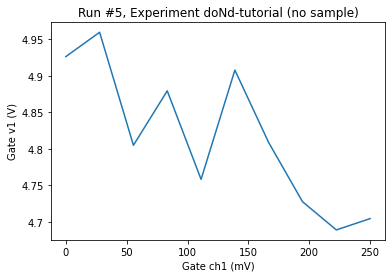 Run #5, Experiment doNd-tutorial (no sample)
4.95
4.9
4.85
4.8
4.75
4.7
Gate v1 (V)
0 50 100 150 200 250
Gate ch1 (mV)